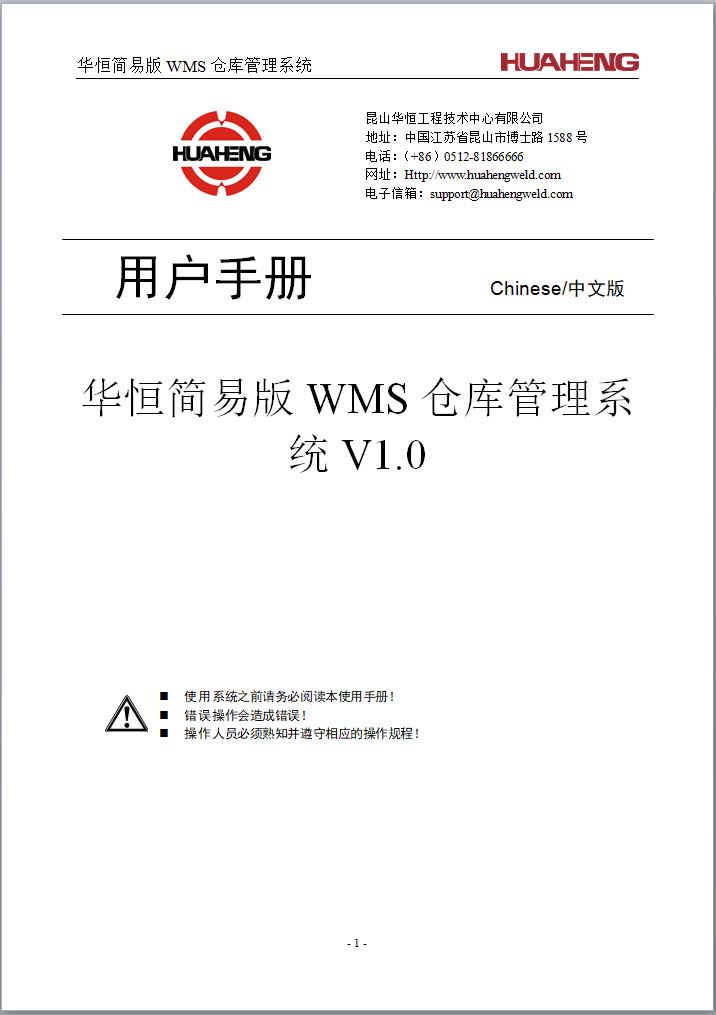 华恒简易版 WMS 仓库管理系统
HUAHENG
HUAHENG
昆山华恒工程技术中心有限公司
地址：中国江苏省昆山市博士路 1588 号
电话：（+86）0512-81866666
网址：Http://www.huahengweld.com
电子信箱：support@huahengweld.com
用户手册
Chinese/中文版
华恒简易版 WMS 仓库管理系
统 V1.0
使用系统之前请务必阅读本使用手册！
错误操作会造成错误！
操作人员必须熟知并遵守相应的操作规程！
- 1 -